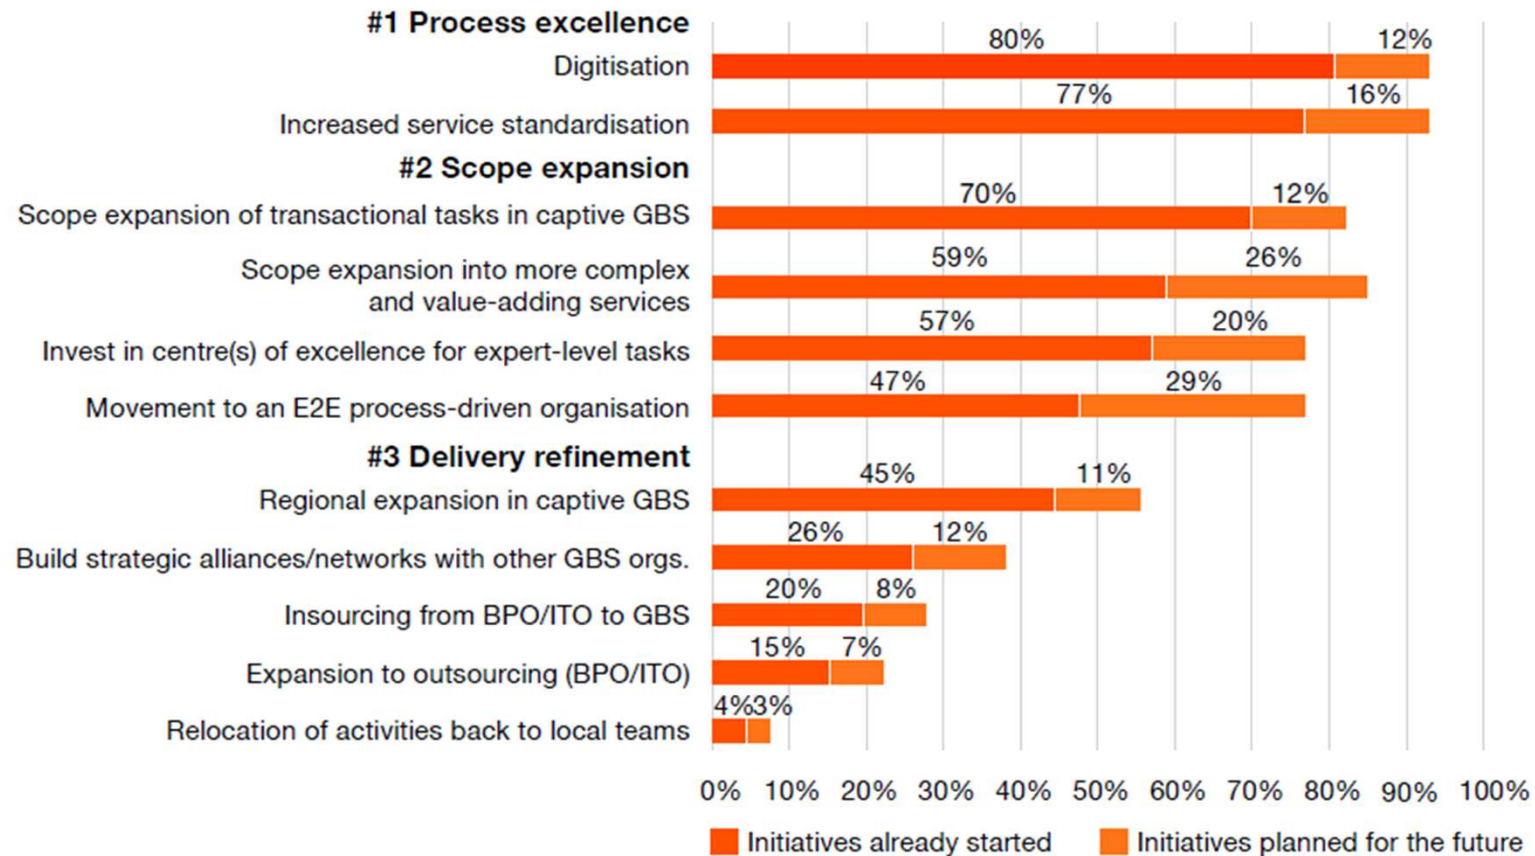 #1 Process excellence
80% 12%
Digitisation
77% 16%
Increased service standardisation
#2 Scope expansion
70% 12%
Scope expansion of transactional tasks in captive GBS
59% 26%
Scope expansion into more complex
and value-adding services
57% 20%
Invest in centre(s) of excellence for expert-level tasks
47% 29%
Movement to an E2E process-driven organisation
#3 Delivery refinement
45% 11%
Regional expansion in captive GBS
26% 12%
Build strategic alliances/networks with other GBS orgs.
20% 8%
Insourcing from BPO/ITO to GBS
15% 7%
Expansion to outsourcing (BPO/ITO)
4%3%
Relocation of activities back to local teams
0% 10% 20% 30% 40% 50% 60% 70% 80% 90% 100%
Initiatives already started Initiatives planned for the future